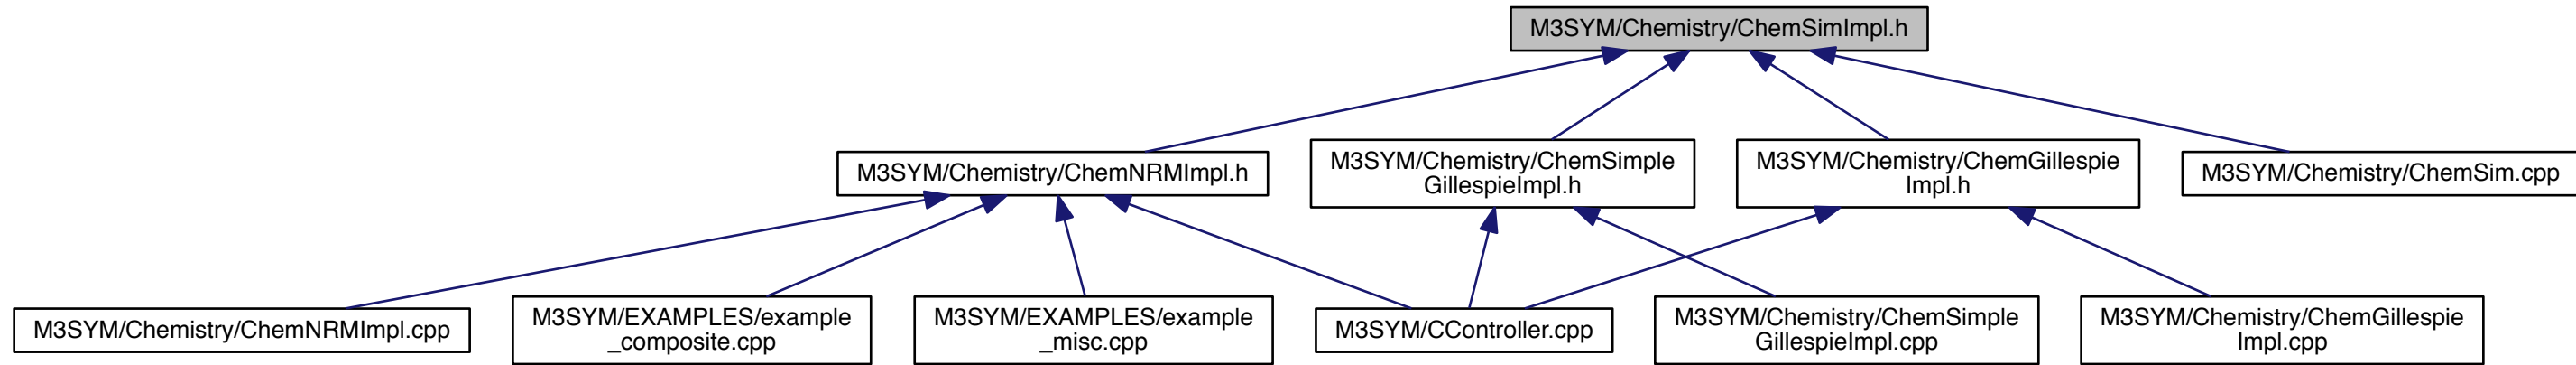 M3SYM/Chemistry/ChemSimImpl.h
M3SYM/Chemistry/ChemNRMImpl.h
M3SYM/Chemistry/ChemSimple
GillespieImpl.h
M3SYM/Chemistry/ChemGillespie
Impl.h
M3SYM/Chemistry/ChemSim.cpp
M3SYM/Chemistry/ChemNRMImpl.cpp
M3SYM/EXAMPLES/example
_composite.cpp
M3SYM/EXAMPLES/example
_misc.cpp
M3SYM/CController.cpp
M3SYM/Chemistry/ChemSimple
GillespieImpl.cpp
M3SYM/Chemistry/ChemGillespie
Impl.cpp